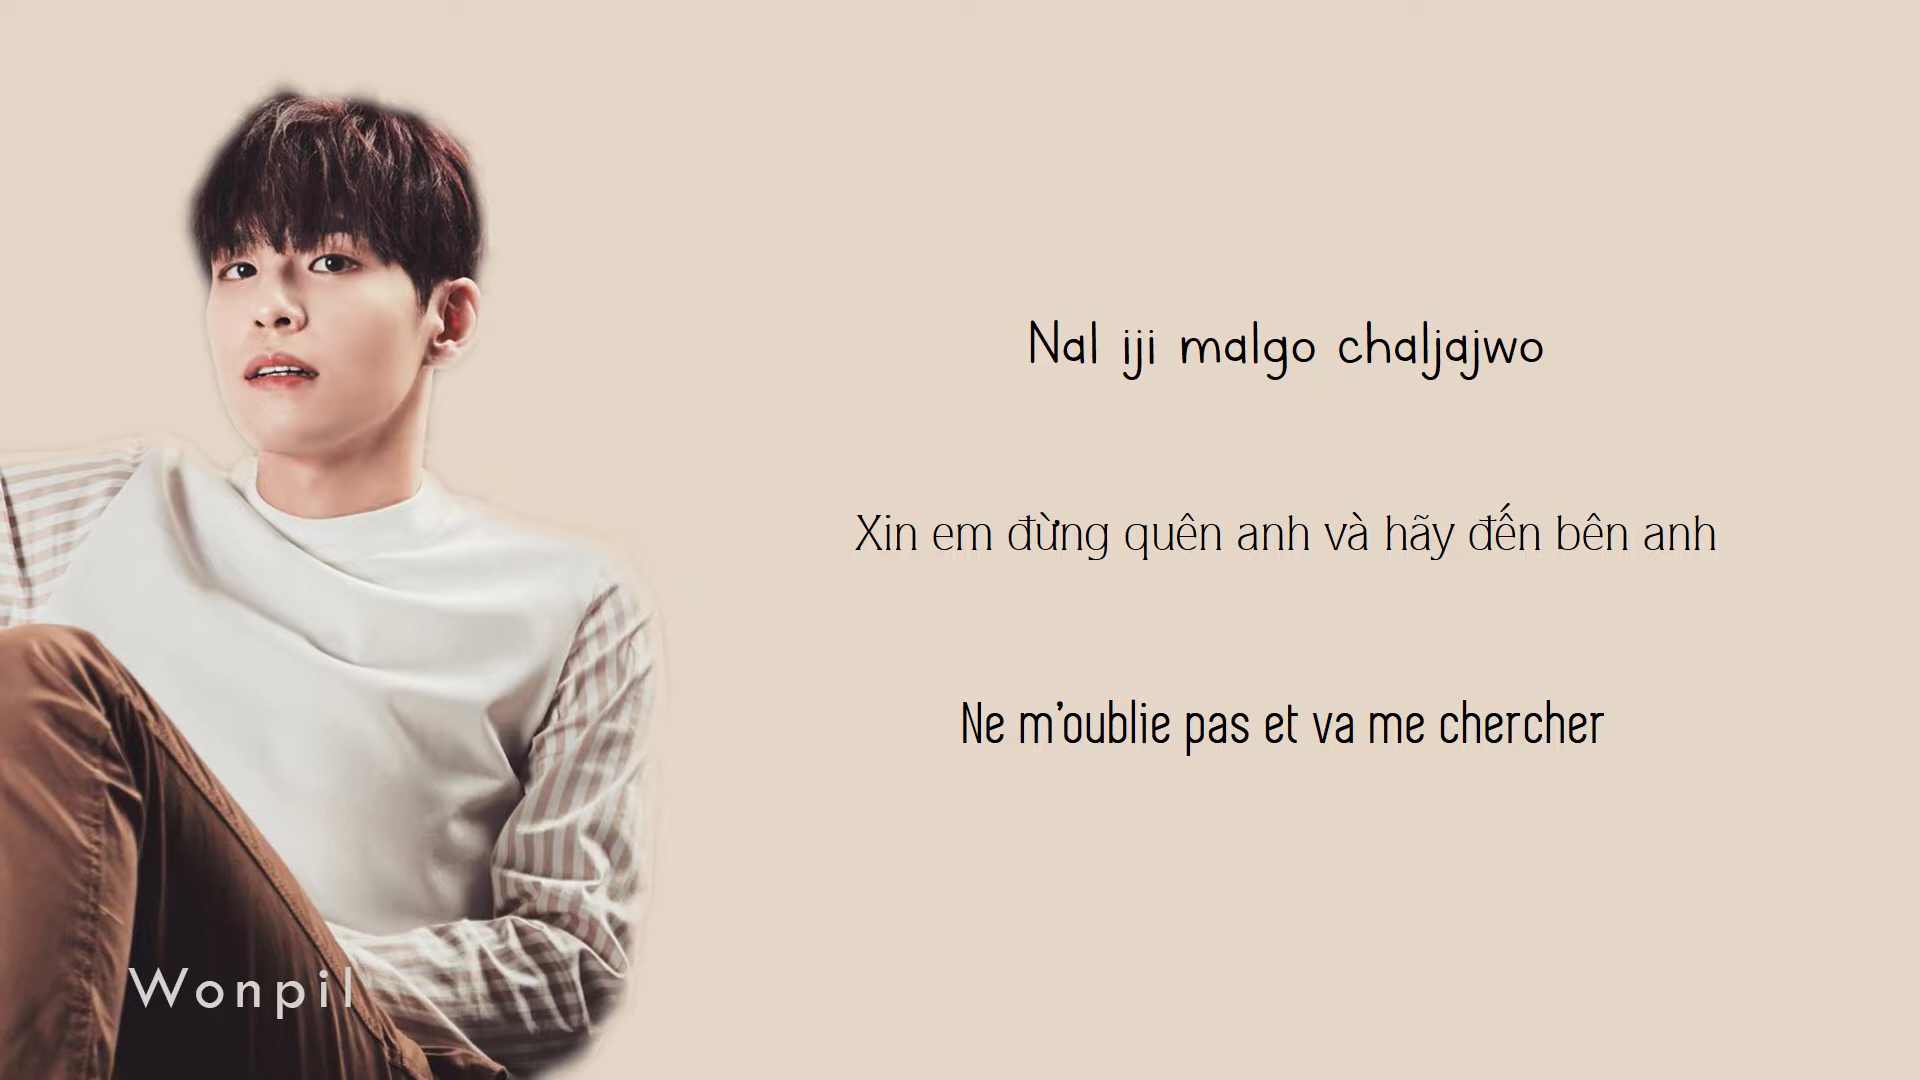 Nal iji malgo chaljajwo
Xin em đừng quên anh và hãy đến bên anh
Ne m'oublie pas et va me chercher
Wonpil